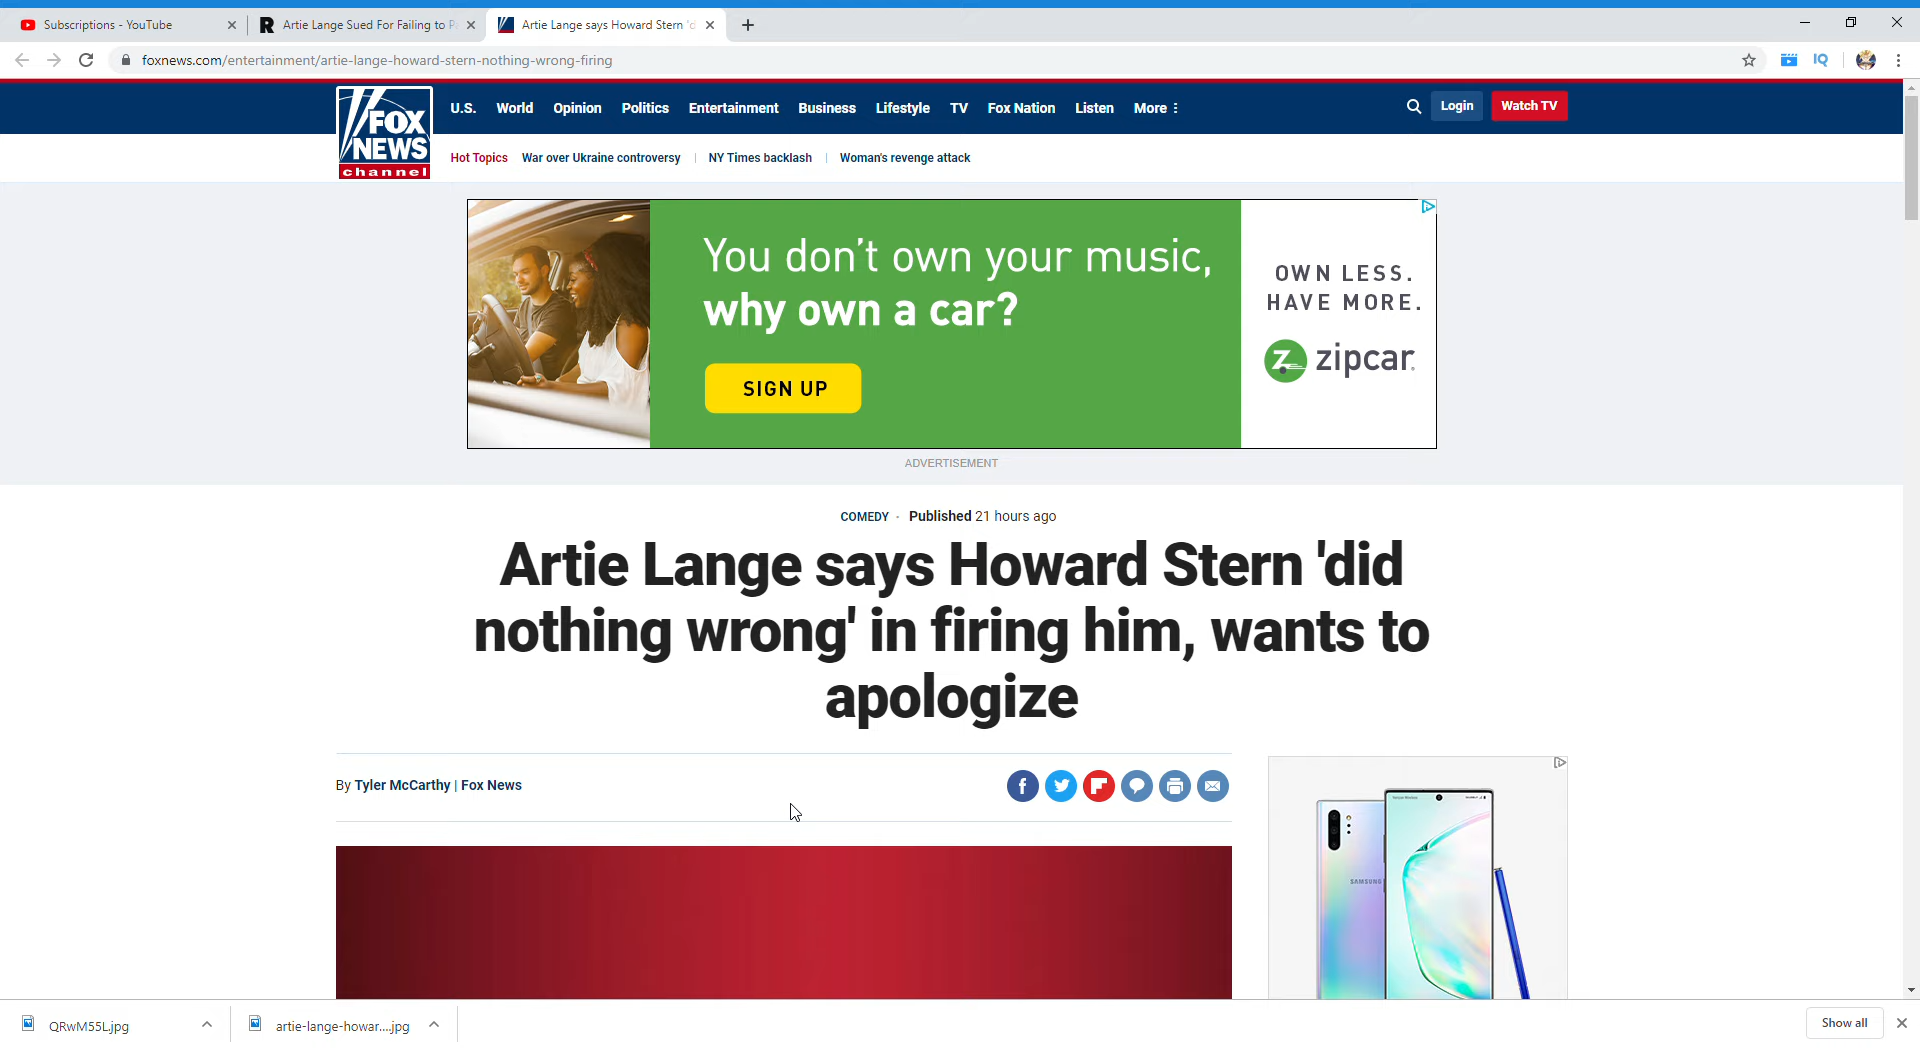 Subscriptions - YouTube
Artie Lange Sued For Failing to P
Artie Lange says Howard Stern 'd
foxnews.com/entertainment/artie-lange-howard-stern-nothing-wrong-firing
IQ
FOX
NEWS
channel
U.S. World Opinion Politics Entertainment Business Lifestyle TV Fox Nation Listen More
Login
Watch TV
Hot Topics War over Ukraine controversy NY Times backlash Woman's revenge attack
You don't own your music,
why own a car?
SIGN UP
OWN LESS.
HAVE MORE.
zipcar
ADVERTISEMENT
COMEDY - Published 21 hours ago
Artie Lange says Howard Stern 'did
nothing wrong' in firing him, wants to
apologize
By Tyler McCarthy | Fox News
SAMSUNG
QRwM55L.jpg
artie-lange-howar....jpg
Show all